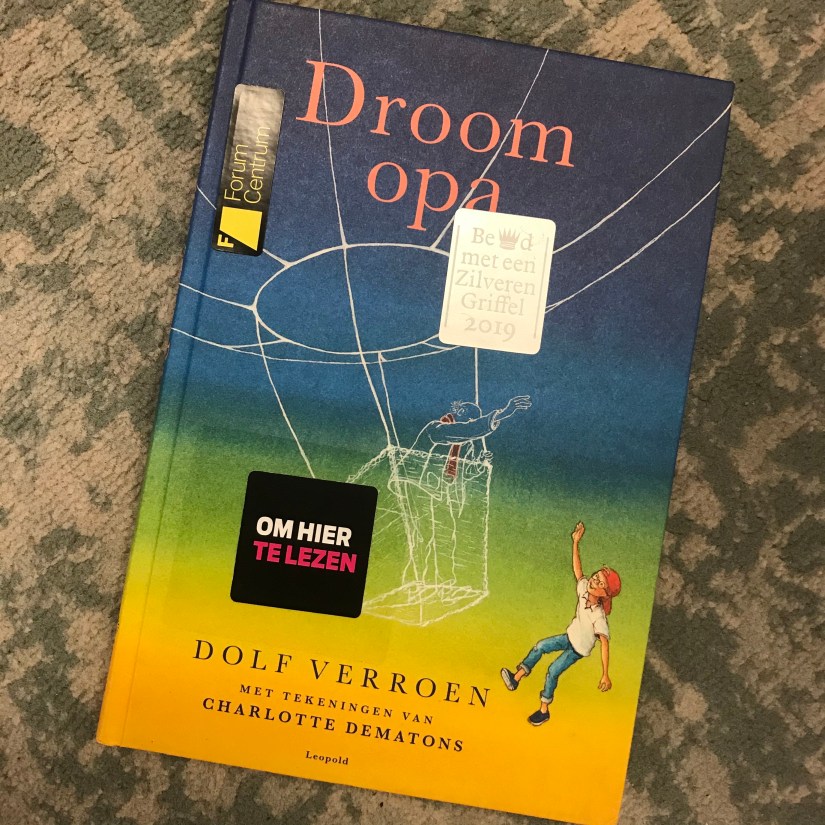 Droom
opa
F Forum
Centrum
Be d
met een
Zilveren
Griffel
2019
OM HIER
TE LEZEN
DOLF VERROEN
MET TEKENINGEN VAN
CHARLOTTE DEMATONS
Leopold